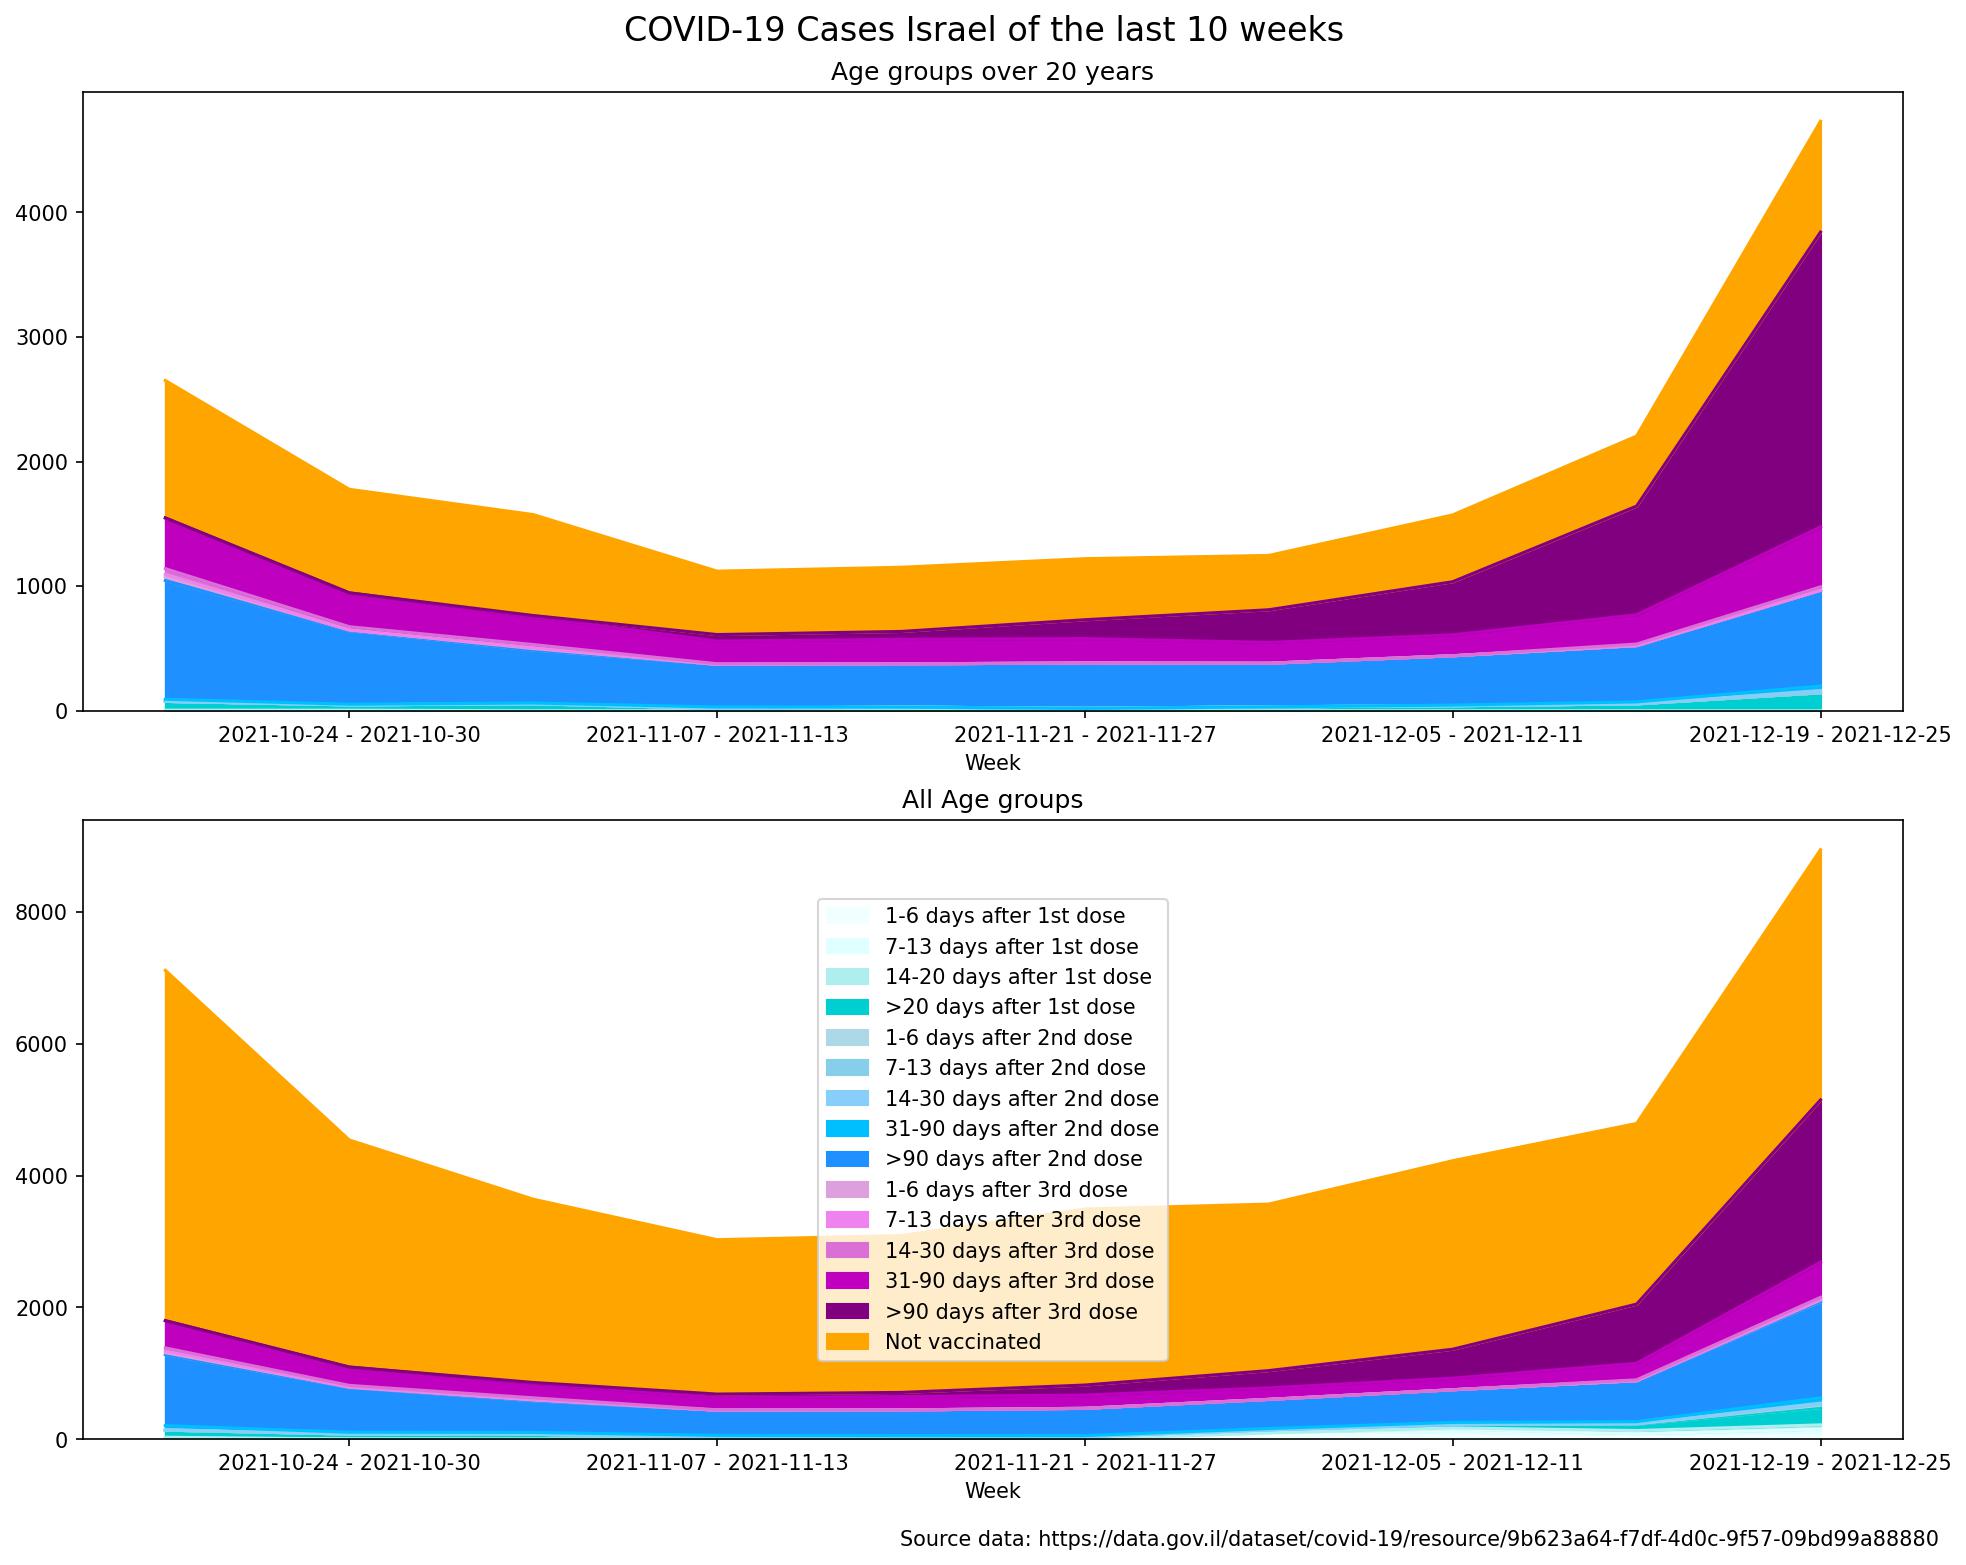 COVID-19 Cases Israel of the last 10 weeks
Age groups over 20 years
4000
3000
2000
1000
0
2021-10-24 - 2021-10-30 2021-11-07 - 2021-11-13 2021-11-21 - 2021-11-27 2021-12-05 - 2021-12-11 2021-12-19 - 2021-12-25
Week
All Age groups
8000
6000
4000
2000
0
1-6 days after 1st dose
7-13 days after 1st dose
14-20 days after 1st dose
>20 days after 1st dose
1-6 days after 2nd dose
7-13 days after 2nd dose
14-30 days after 2nd dose
31-90 days after 2nd dose
>90 days after 2nd dose
1-6 days after 3rd dose
7-13 days after 3rd dose
14-30 days after 3rd dose
31-90 days after 3rd dose
>90 days after 3rd dose
Not vaccinated
2021-10-24 - 2021-10-30 2021-11-07 - 2021-11-13 2021-11-21 - 2021-11-27 2021-12-05 - 2021-12-11 2021-12-19 - 2021-12-25
Week
Source data: https://data.gov.il/dataset/covid-19/resource/9b623a64-f7df-4d0c-9f57-09bd99a88880